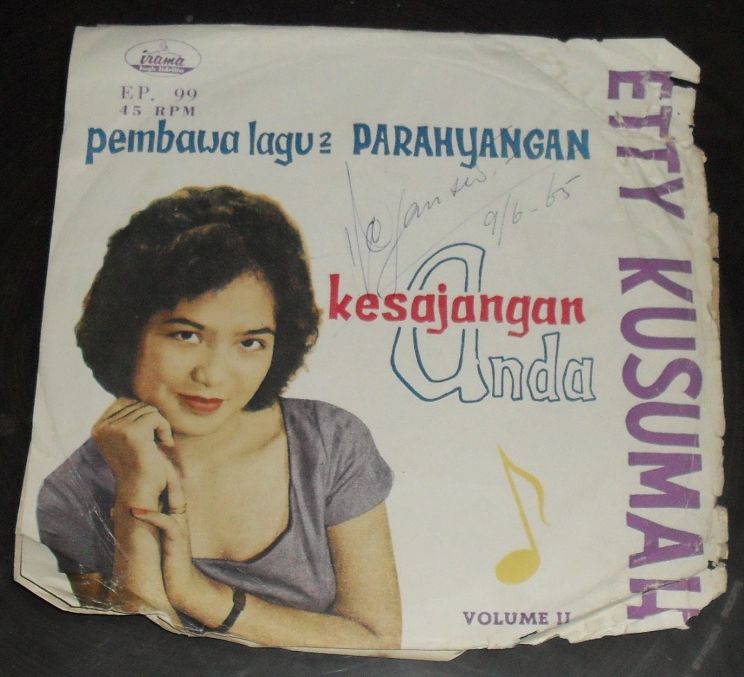 irama
EP. 99
45 RPM
pembawa lagu2 PARAHYANGAN
9/6-65
kesajangan
Anda
VOLUME II
ETTY KUSUMAH